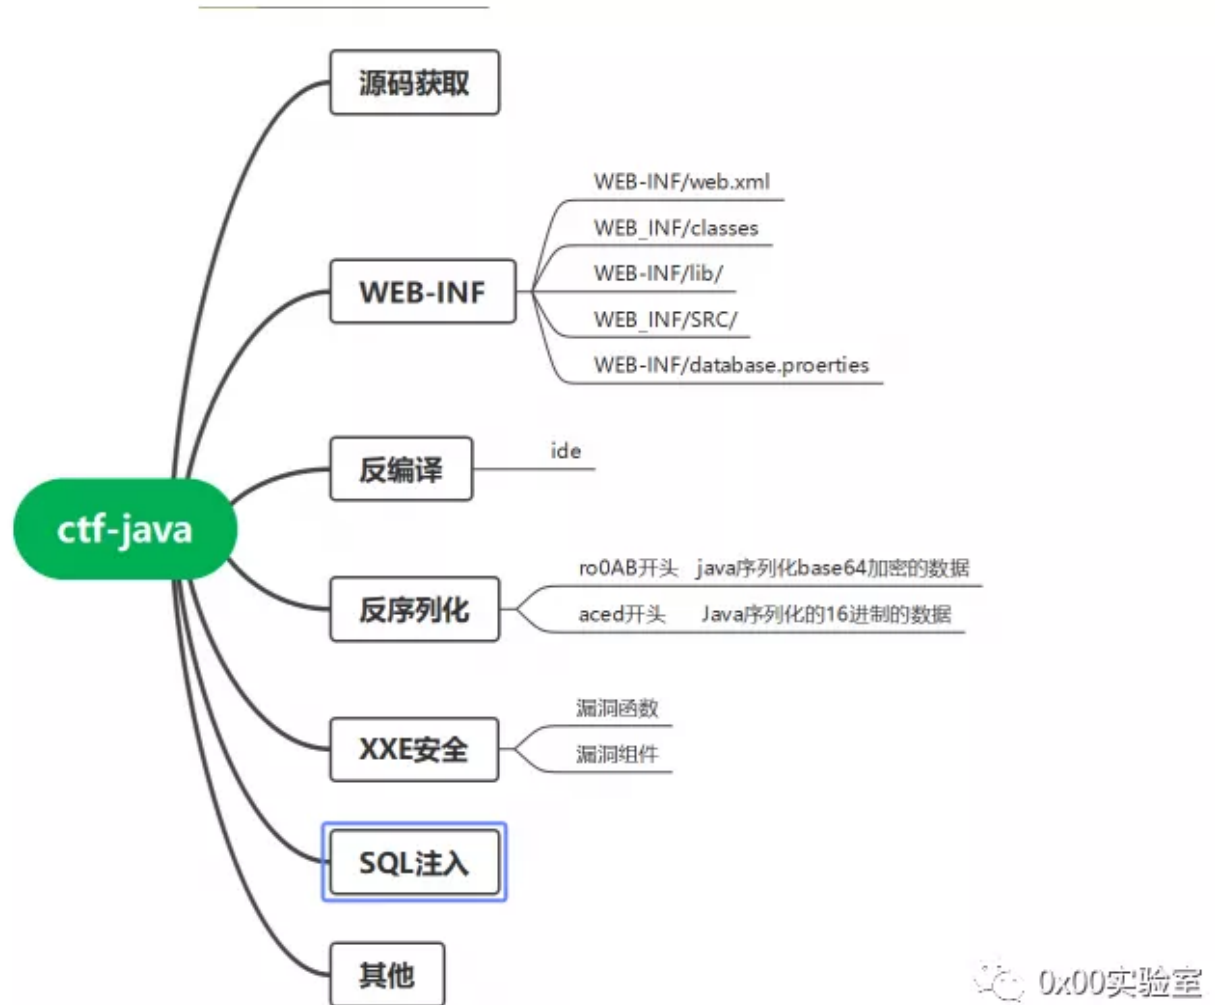 源码获取
WEB-INF/web.xml
WEB_INF/classes
WEB-INF
WEB-INF/lib/
WEB_INF/SRC/
WEB-INF/database.proerties
反编译
ide
ctf-java
反序列化
ro0AB开头 java序列化base64加密的数据
aced开头 Java序列化的16进制的数据
XXE安全
漏洞函数
漏洞组件
SQL注入
其他
0x00实验室